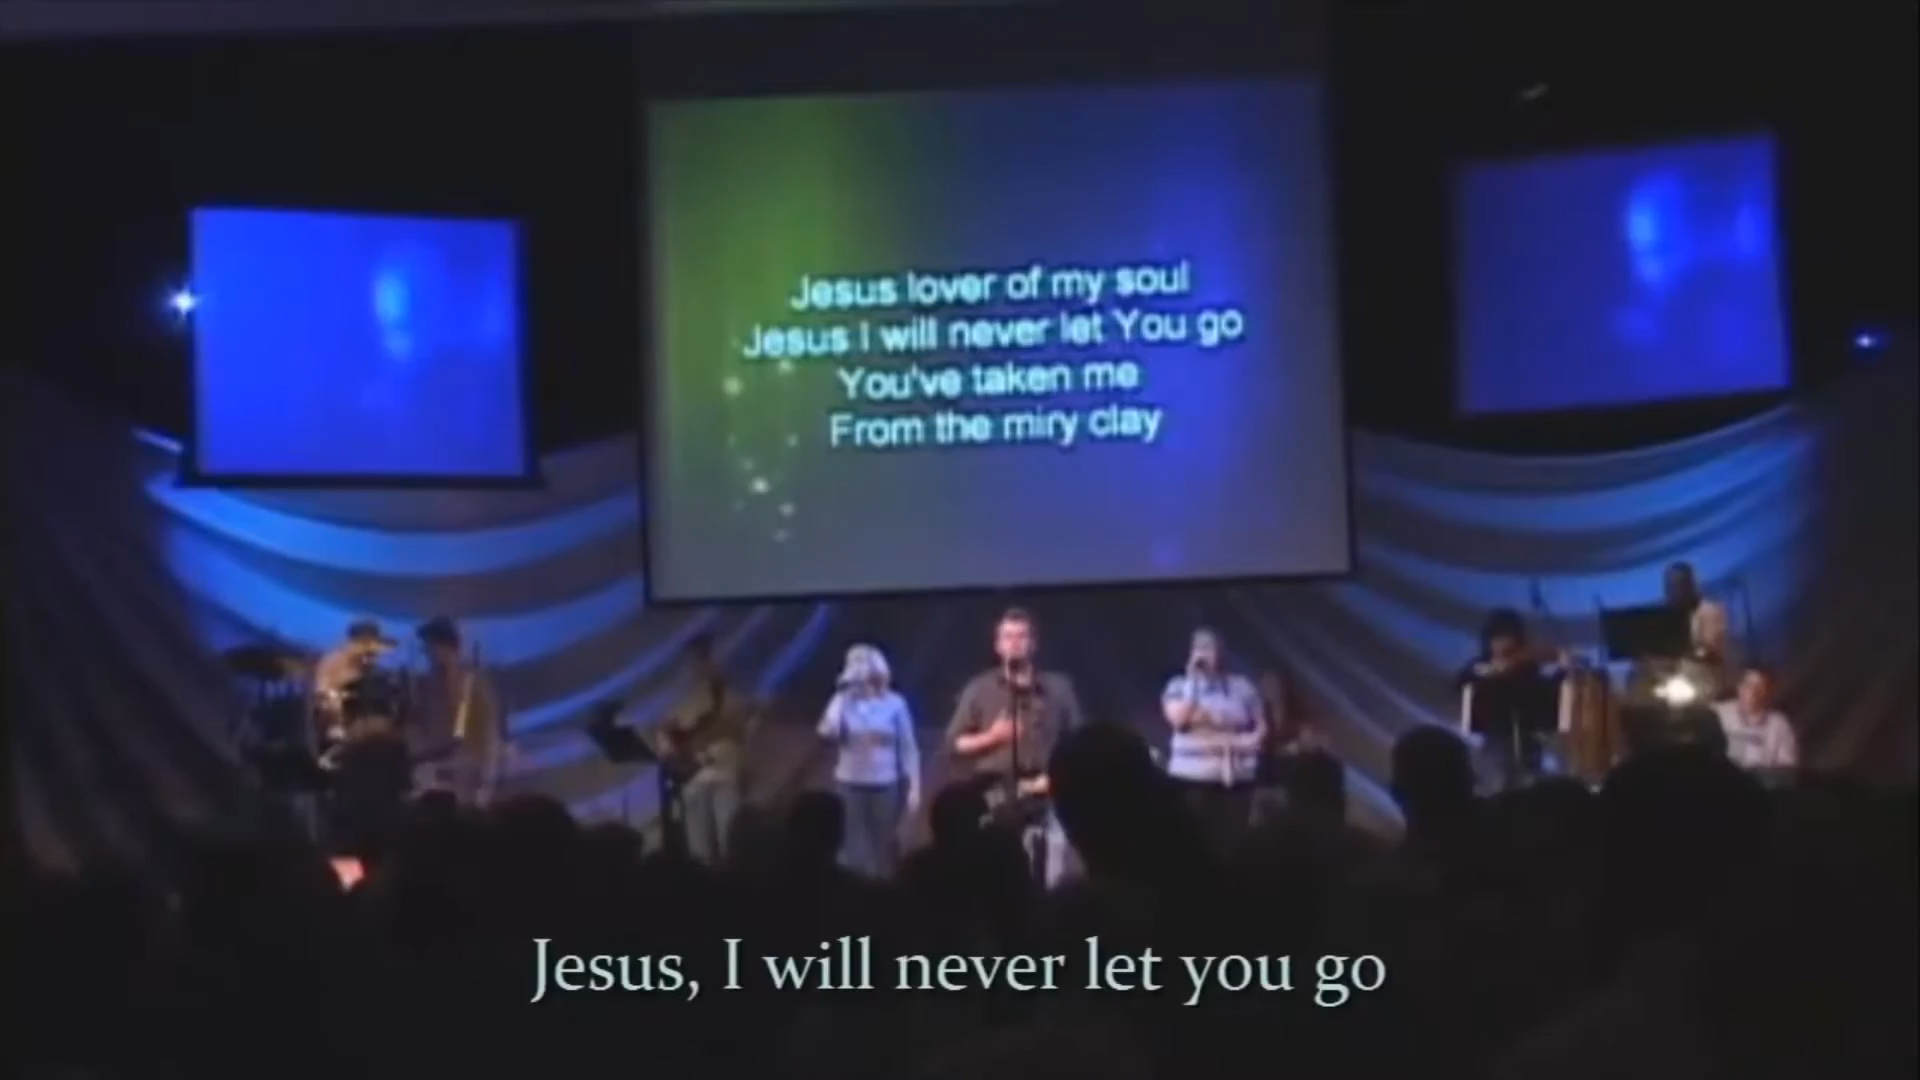 Jesus lover of my soul
Jesus I will never let You go
You've taken me
From the miry clay
Jesus, I will never let you go